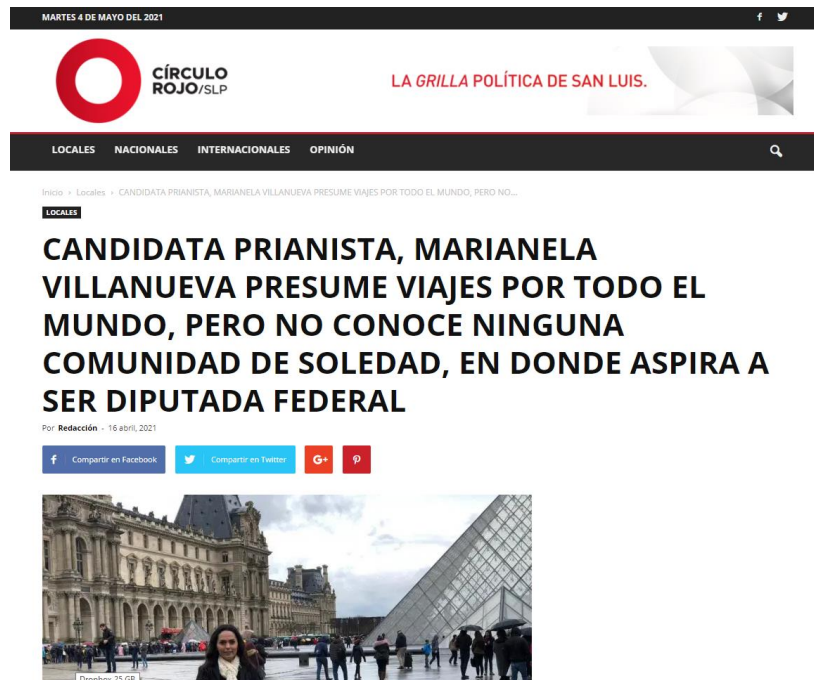 MARTES 4 DE MAYO DEL 2021
CÍRCULO
ROJO/SLP
LA GRILLA POLÍTICA DE SAN LUIS.
LOCALES NACIONALES INTERNACIONALES OPINIÓN
Inicio › Locales › CANDIDATA PRIANISTA, MARIANELA VILLANUEVA PRESUME VIAJES POR TODO EL MUNDO, PERO NO...
LOCALES
CANDIDATA PRIANISTA, MARIANELA
VILLANUEVA PRESUME VIAJES POR TODO EL
MUNDO, PERO NO CONOCE NINGUNA
COMUNIDAD DE SOLEDAD, EN DONDE ASPIRA A
SER DIPUTADA FEDERAL
Por Redacción - 16 abril, 2021
Compartir en Facebook Compartir en Twitter G+
Dropbox 25 GB